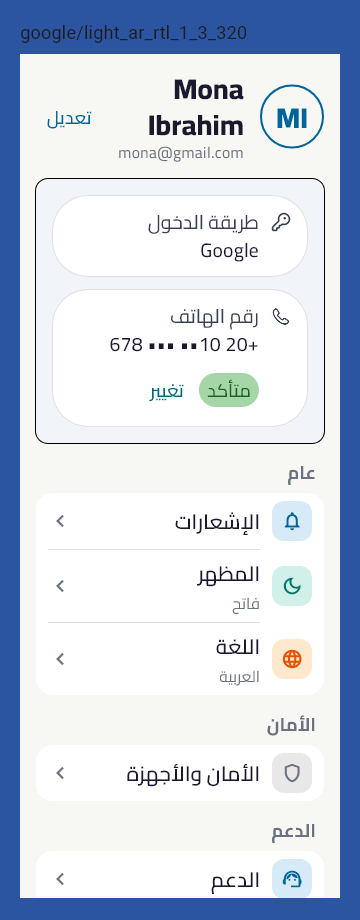 google/light_ar_rtl_1_3_320
Mona
Ibrahim
MI
تعديل
mona@gmail.com
طريقة الدخول
Google
رقم الهاتف
+20 10•• ••• 678
متأكد
تغيير
عام
الإشعارات
المظهر
فاتح
اللغة
العربية
الأمان
الأمان والأجهزة
الدعم
الدعم